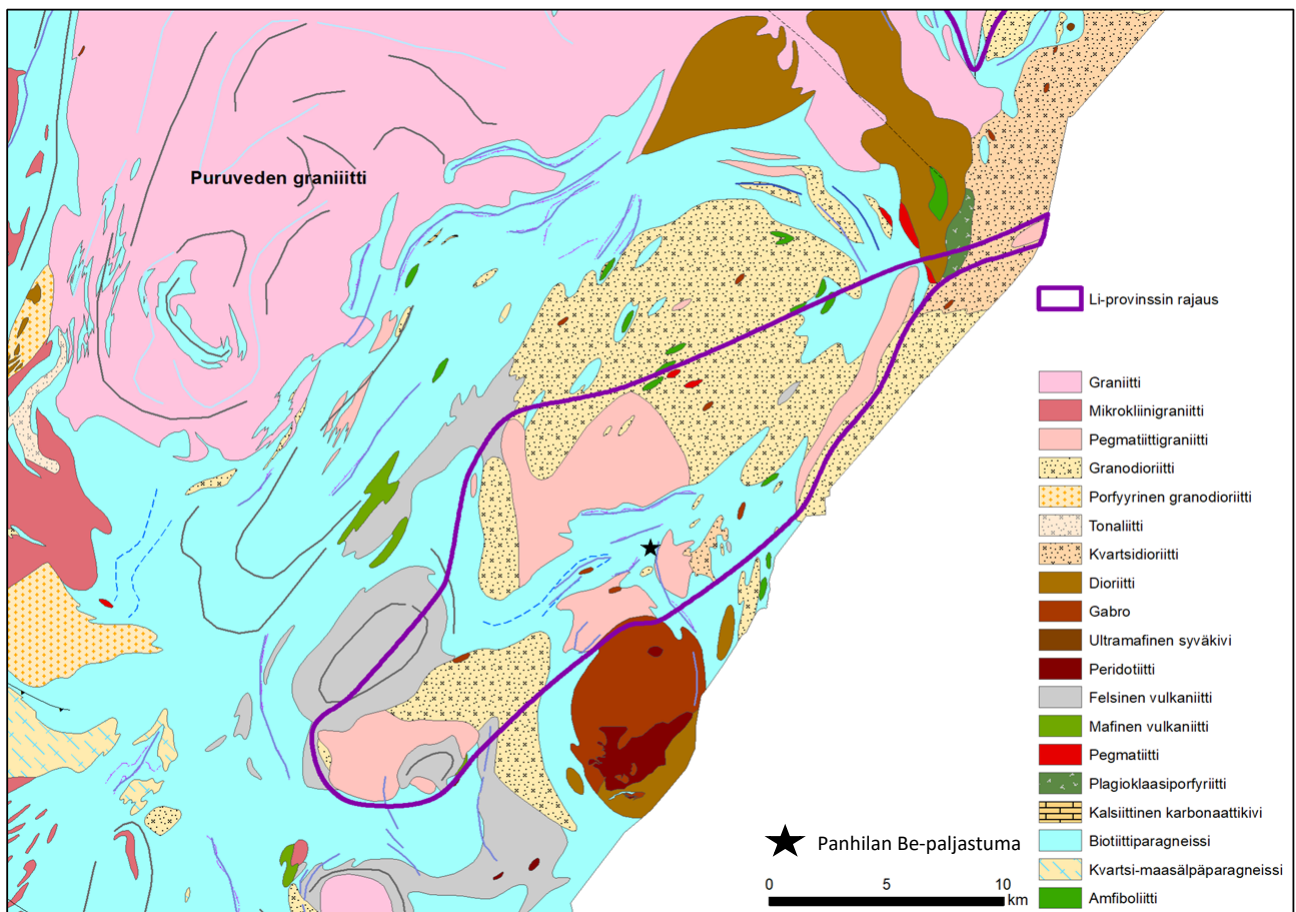 Puruveden graniiitti
Li-provinssin rajaus
Graniitti
Mikrokliinigraniitti
Pegmatiittigraniitti
Granodioriitti
Porfyyrinen granodioriitti
Tonaliitti
Kvartsidioriitti
Dioriitti
Gabro
Ultramafinen syväkivi
Peridotiitti
Felsinen vulkaniitti
Mafinen vulkaniitti
Pegmatiitti
Plagioklaasiporfyriitti
Kalsiittinen karbonaattikivi
Biotiittiparagneissi
Kvartsi-maasälpäparagneissi
Amfiboliitti
Panhilan Be-paljastuma
0 5 10
km